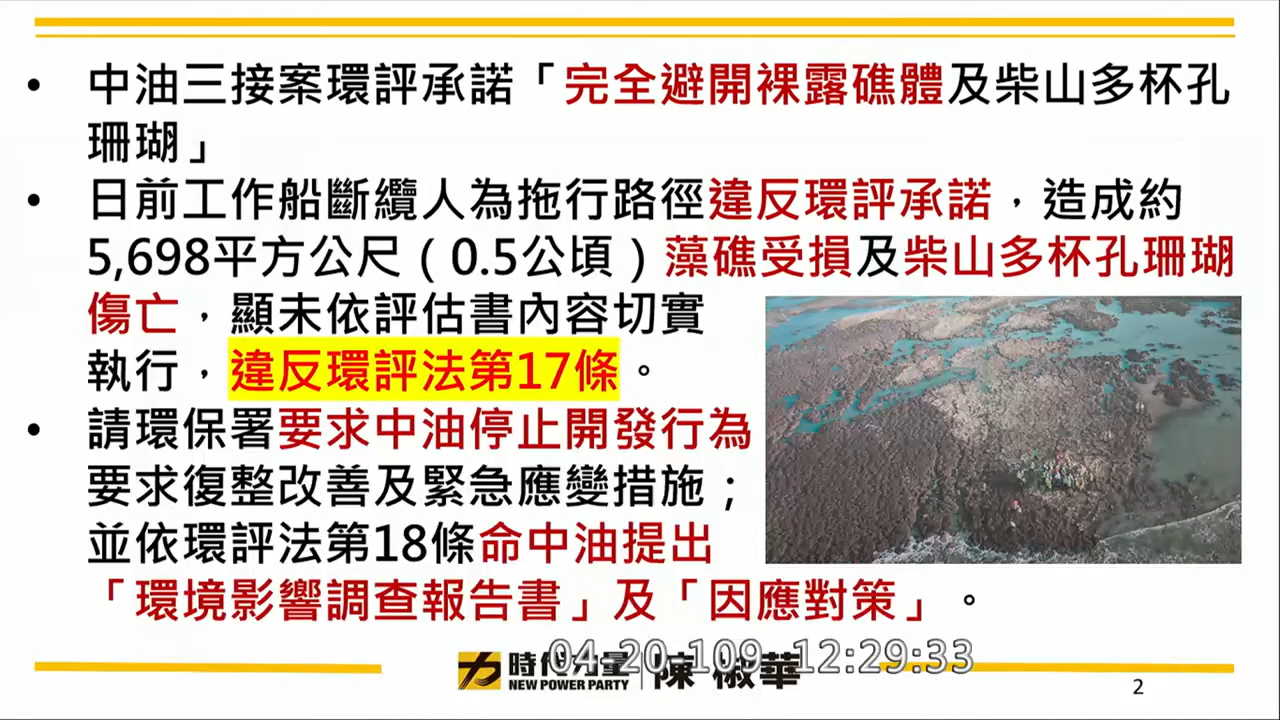 • 中油三接案環評承諾「完全避開裸露礁體及柴山多杯孔
珊瑚」
• 日前工作船斷纜人為拖行路徑違反環評承諾，造成約
5,698平方公尺（0.5公頃）藻礁受損及柴山多杯孔珊瑚
傷亡，顯未依評估書內容切實
執行，違反環評法第17條。
• 請環保署要求中油停止開發行為
要求復整改善及緊急應變措施；
並依環評法第18條命中油提出
「環境影響調查報告書」及「因應對策」。
時代力量
NEW POWER PARTY
陳椒華
04-20-109 12:29:33
2